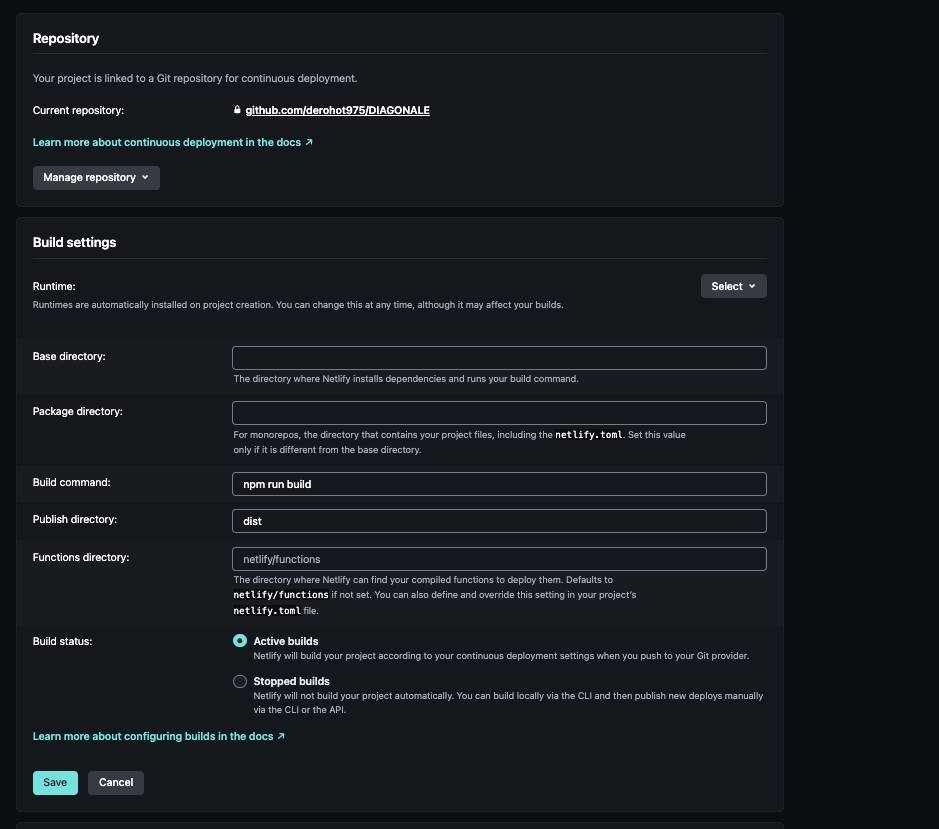 Repository
Your project is linked to a Git repository for continuous deployment.
Current repository:
github.com/derohot975/DIAGONALE
Learn more about continuous deployment in the docs ↗
Manage repository
Build settings
Runtime:
Select
Runtimes are automatically installed on project creation. You can change this at any time, although it may affect your builds.
Base directory:
The directory where Netlify installs dependencies and runs your build command.
Package directory:
For monorepos, the directory that contains your project files, including the netlify.toml. Set this value
only if it is different from the base directory.
Build command:
npm run build
Publish directory:
dist
Functions directory:
netlify/functions
The directory where Netlify can find your compiled functions to deploy them. Defaults to
netlify/functions if not set. You can also define and override this setting in your project's
netlify.toml file.
Build status:
Active builds
Netlify will build your project according to your continuous deployment settings when you push to your Git provider.
Stopped builds
Netlify will not build your project automatically. You can build locally via the CLI and then publish new deploys manually
via the CLI or the API.
Learn more about configuring builds in the docs ↗
Save
Cancel